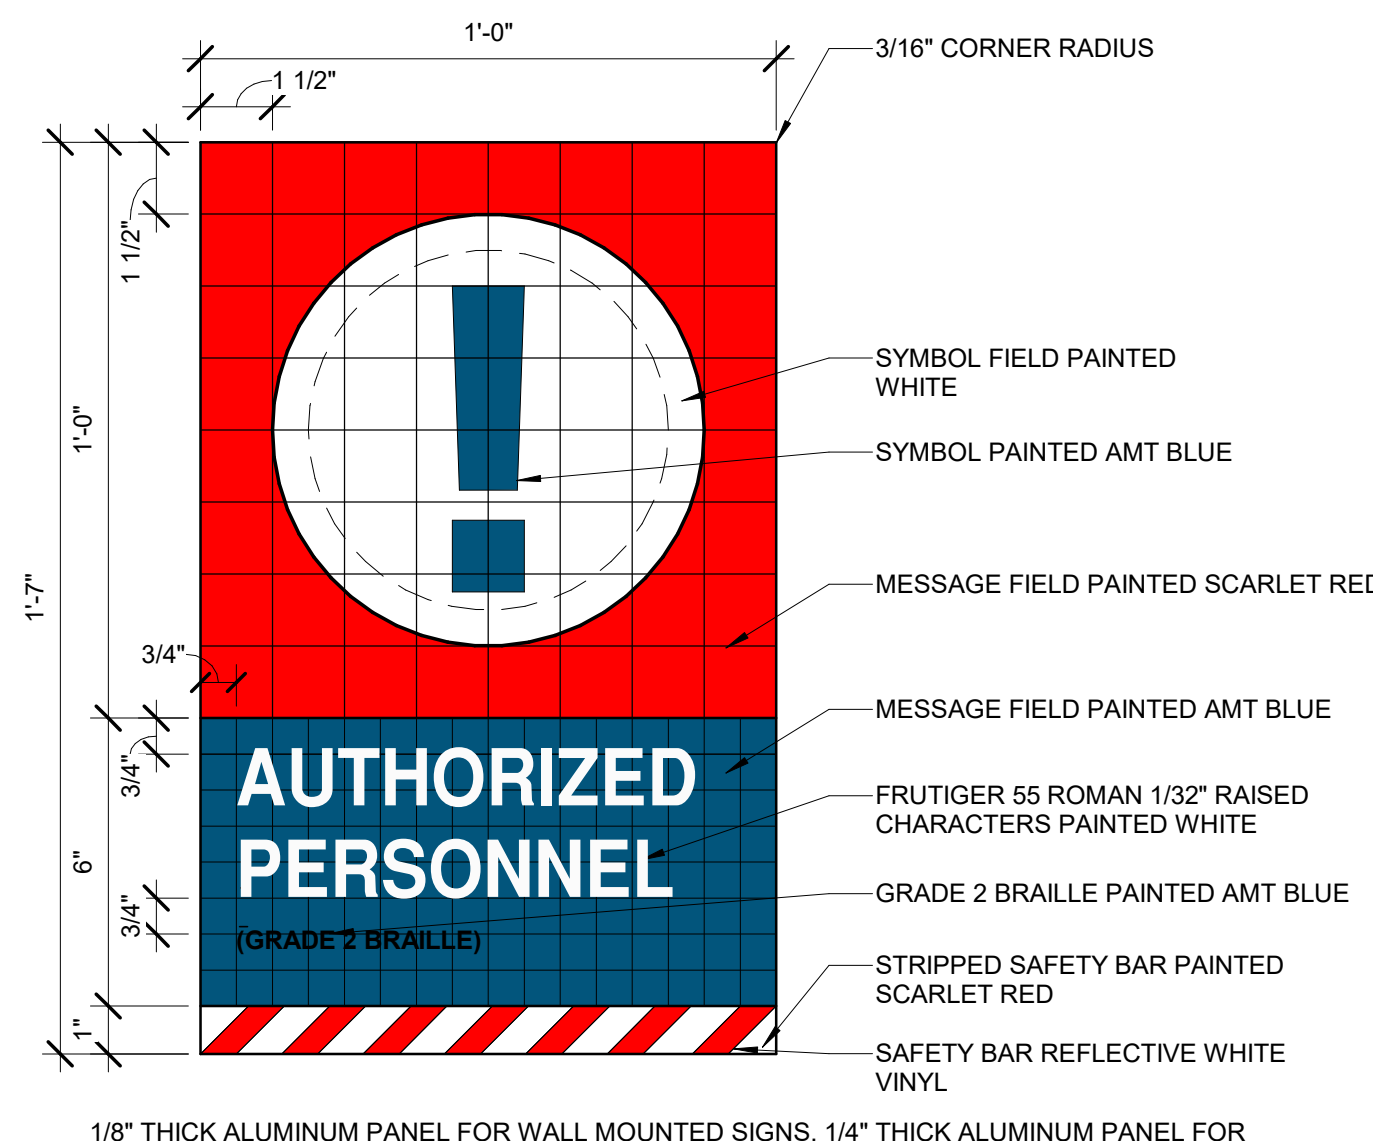 1'-0"
3/16" CORNER RADIUS
1 1/2"
1 1/2"
SYMBOL FIELD PAINTED
WHITE
1'-0"
SYMBOL PAINTED AMT BLUE
1'-7"
MESSAGE FIELD PAINTED SCARLET RED
3/4"
MESSAGE FIELD PAINTED AMT BLUE
3/4"
AUTHORIZED
PERSONNEL
FRUTIGER 55 ROMAN 1/32" RAISED
CHARACTERS PAINTED WHITE
6"
GRADE 2 BRAILLE PAINTED AMT BLUE
3/4"
(GRADE 2 BRAILLE)
STRIPPED SAFETY BAR PAINTED
SCARLET RED
1"
SAFETY BAR REFLECTIVE WHITE
VINYL
1/8" THICK ALUMINUM PANEL FOR WALL MOUNTED SIGNS. 1/4" THICK ALUMINUM PANEL FOR